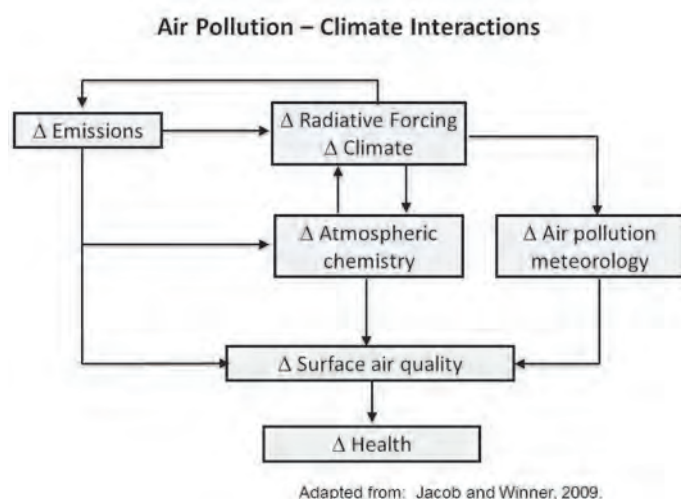 Air Pollution – Climate Interactions
Δ Emissions
Δ Radiative Forcing
Δ Climate
Δ Atmospheric
chemistry
Δ Air pollution
meteorology
Δ Surface air quality
Δ Health
Adapted from: Jacob and Winner, 2009.